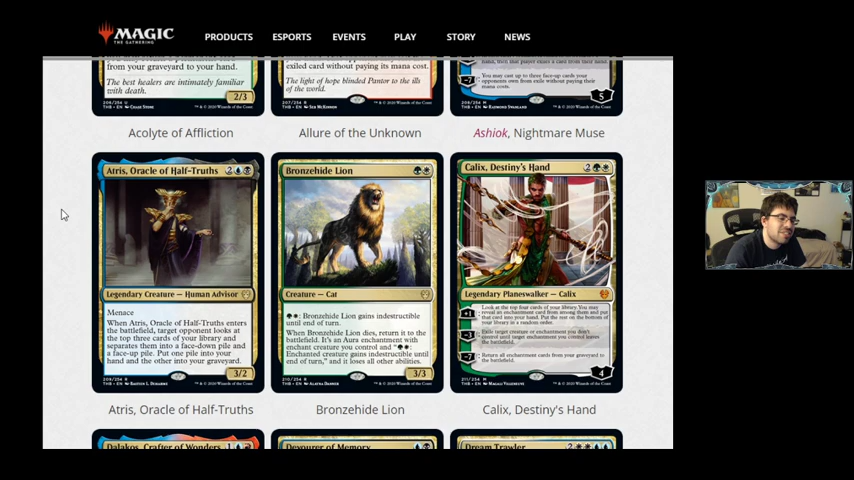 MAGIC
THE GATHERING
PRODUCTS ESPORTS EVENTS PLAY STORY NEWS
from your graveyard to your hand.
The best healers are intimately familiar
with death.
2/3
exiled card without paying its mana cost.
The light of hope blinded Pantor to the ills
of the world.
-7
You may cast up to three face-up cards your
opponents own from exile without paying
their mana costs.
5
Acolyte of Affliction
Allure of the Unknown
Ashiok, Nightmare Muse
Atris, Oracle of Half-Truths 2
Legendary Creature — Human Advisor
Menace
When Atris, Oracle of Half-Truths enters
the battlefield, target opponent looks at
the top three cards of your library and
separates them into a face-down pile and
a face-up pile. Put one pile into your
hand and the other into your graveyard.
3/2
Bronzehide Lion
Creature — Cat
: Bronzehide Lion gains indestructible
until end of turn.
When Bronzehide Lion dies, return it to the
battlefield. It's an Aura enchantment with
enchant creature you control and "
Enchanted creature gains indestructible
until end of turn," and it loses all other abilities.
3/3
Calix, Destiny's Hand 2
Legendary Planeswalker — Calix
+1
Look at the top four cards of your library. You may
reveal an enchantment card from among them and put
that card into your hand. Put the rest on the bottom of
your library in a random order.
-3
Exile target creature or enchantment you don't
control until target enchantment you control leaves
the battlefield.
-7
Return all enchantment cards from your graveyard to
the battlefield.
4
Atris, Oracle of Half-Truths
Bronzehide Lion
Calix, Destiny's Hand
Dalakos, Crafter of Wonders 1
Devourer of Memory
Dream Trawler 2